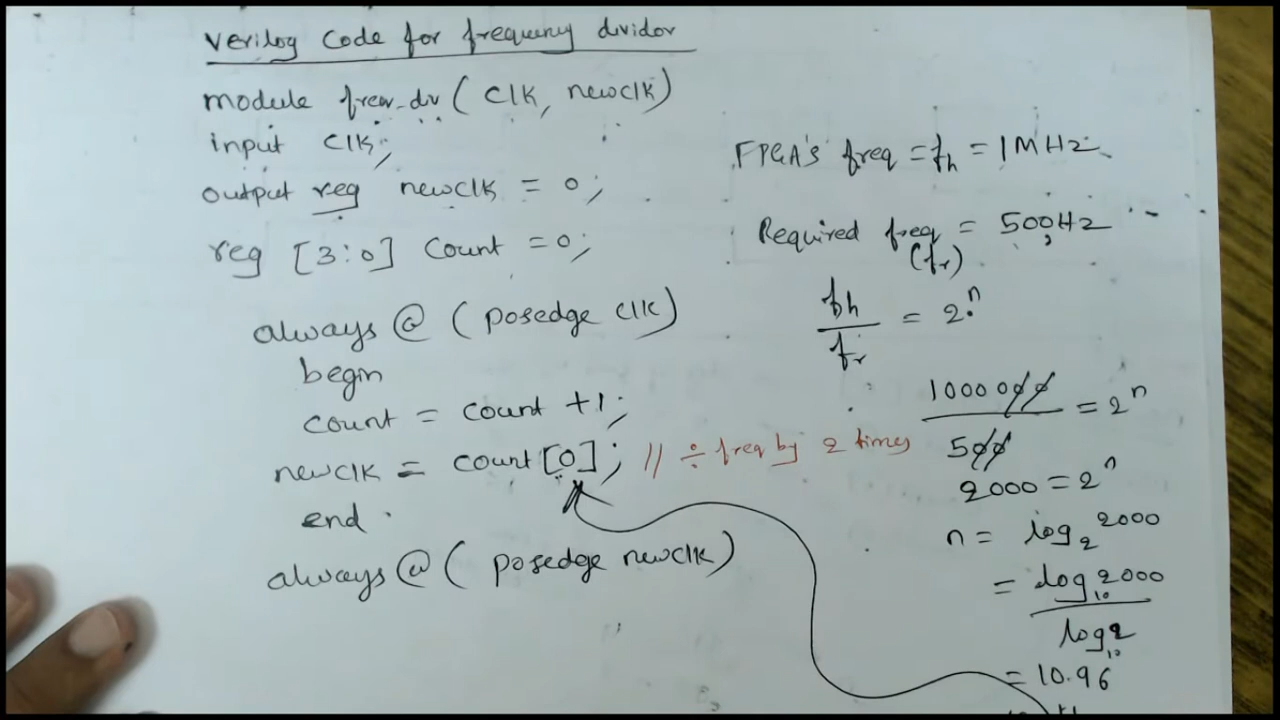 Verilog Code for frequency dividor
module freq_div ( clk, newclk)
input clk;
output reg newclk = 0;
reg [3:0] count = 0;
always @ ( posedge clk)
begin
count = count +1;
newclk = count [0]; // ÷ freq by 2 times
end
always @ ( posedge newclk)
FPGA's freq = fh = 1MHz
Required freq = 500Hz
(fr)
fh
= 2^n
fr
1000000
= 2^n
500
2000 = 2^n
n = log₂ 2000
= log₁₀ 2000
log₁₀ 2
= 10.96